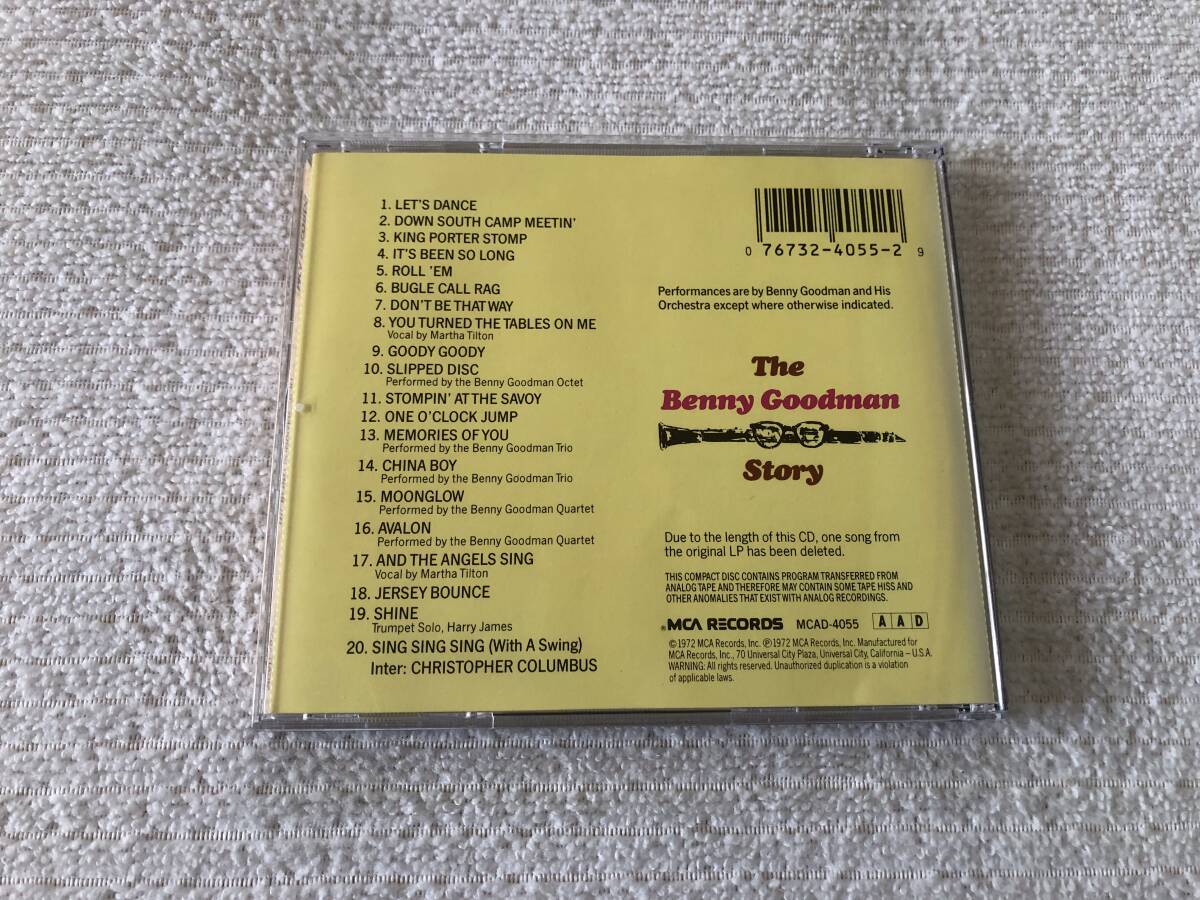 1. LET'S DANCE
2. DOWN SOUTH CAMP MEETIN'
3. KING PORTER STOMP
4. IT'S BEEN SO LONG
5. ROLL 'EM
6. BUGLE CALL RAG
7. DON'T BE THAT WAY
8. YOU TURNED THE TABLES ON ME
Vocal by Martha Tilton
9. GOODY GOODY
10. SLIPPED DISC
Performed by the Benny Goodman Octet
11. STOMPIN' AT THE SAVOY
12. ONE O'CLOCK JUMP
13. MEMORIES OF YOU
Performed by the Benny Goodman Trio
14. CHINA BOY
Performed by the Benny Goodman Trio
15. MOONGLOW
Performed by the Benny Goodman Quartet
16. AVALON
Performed by the Benny Goodman Quartet
17. AND THE ANGELS SING
Vocal by Martha Tilton
18. JERSEY BOUNCE
19. SHINE
Trumpet Solo, Harry James
20. SING SING SING (With A Swing)
Inter: CHRISTOPHER COLUMBUS
0 76732-4055-2 9
Performances are by Benny Goodman and His
Orchestra except where otherwise indicated.
The
Benny Goodman
Story
Due to the length of this CD, one song from
the original LP has been deleted.
THIS COMPACT DISC CONTAINS PROGRAM TRANSFERRED FROM
ANALOG TAPE AND THEREFORE MAY CONTAIN SOME TAPE HISS AND
OTHER ANOMALIES THAT EXIST WITH ANALOG RECORDINGS.
MCA RECORDS MCAD-4055 A A D
©1972 MCA Records, Inc. ℗1972 MCA Records, Inc. Manufactured for
MCA Records, Inc., 70 Universal City Plaza, Universal City, California – U.S.A.
WARNING: All rights reserved. Unauthorized duplication is a violation
of applicable laws.